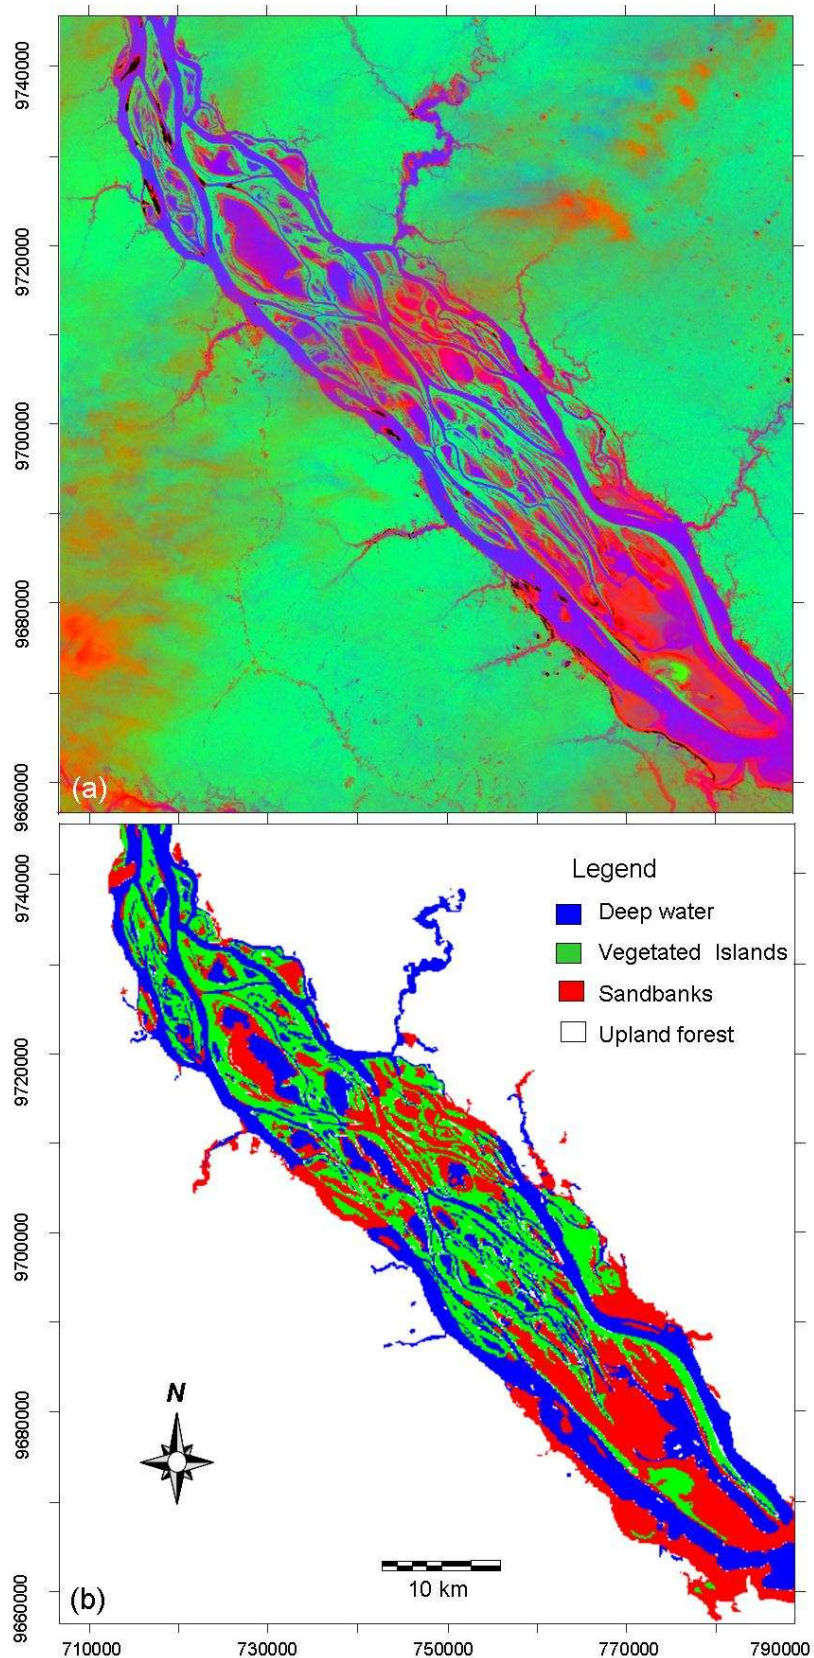 9740000
9720000
9700000
9680000
9660000
(a)
Legend
Deep water
Vegetated Islands
Sandbanks
Upland forest
9740000
9720000
9700000
9680000
9660000
N
10 km
(b)
710000
730000
750000
770000
790000